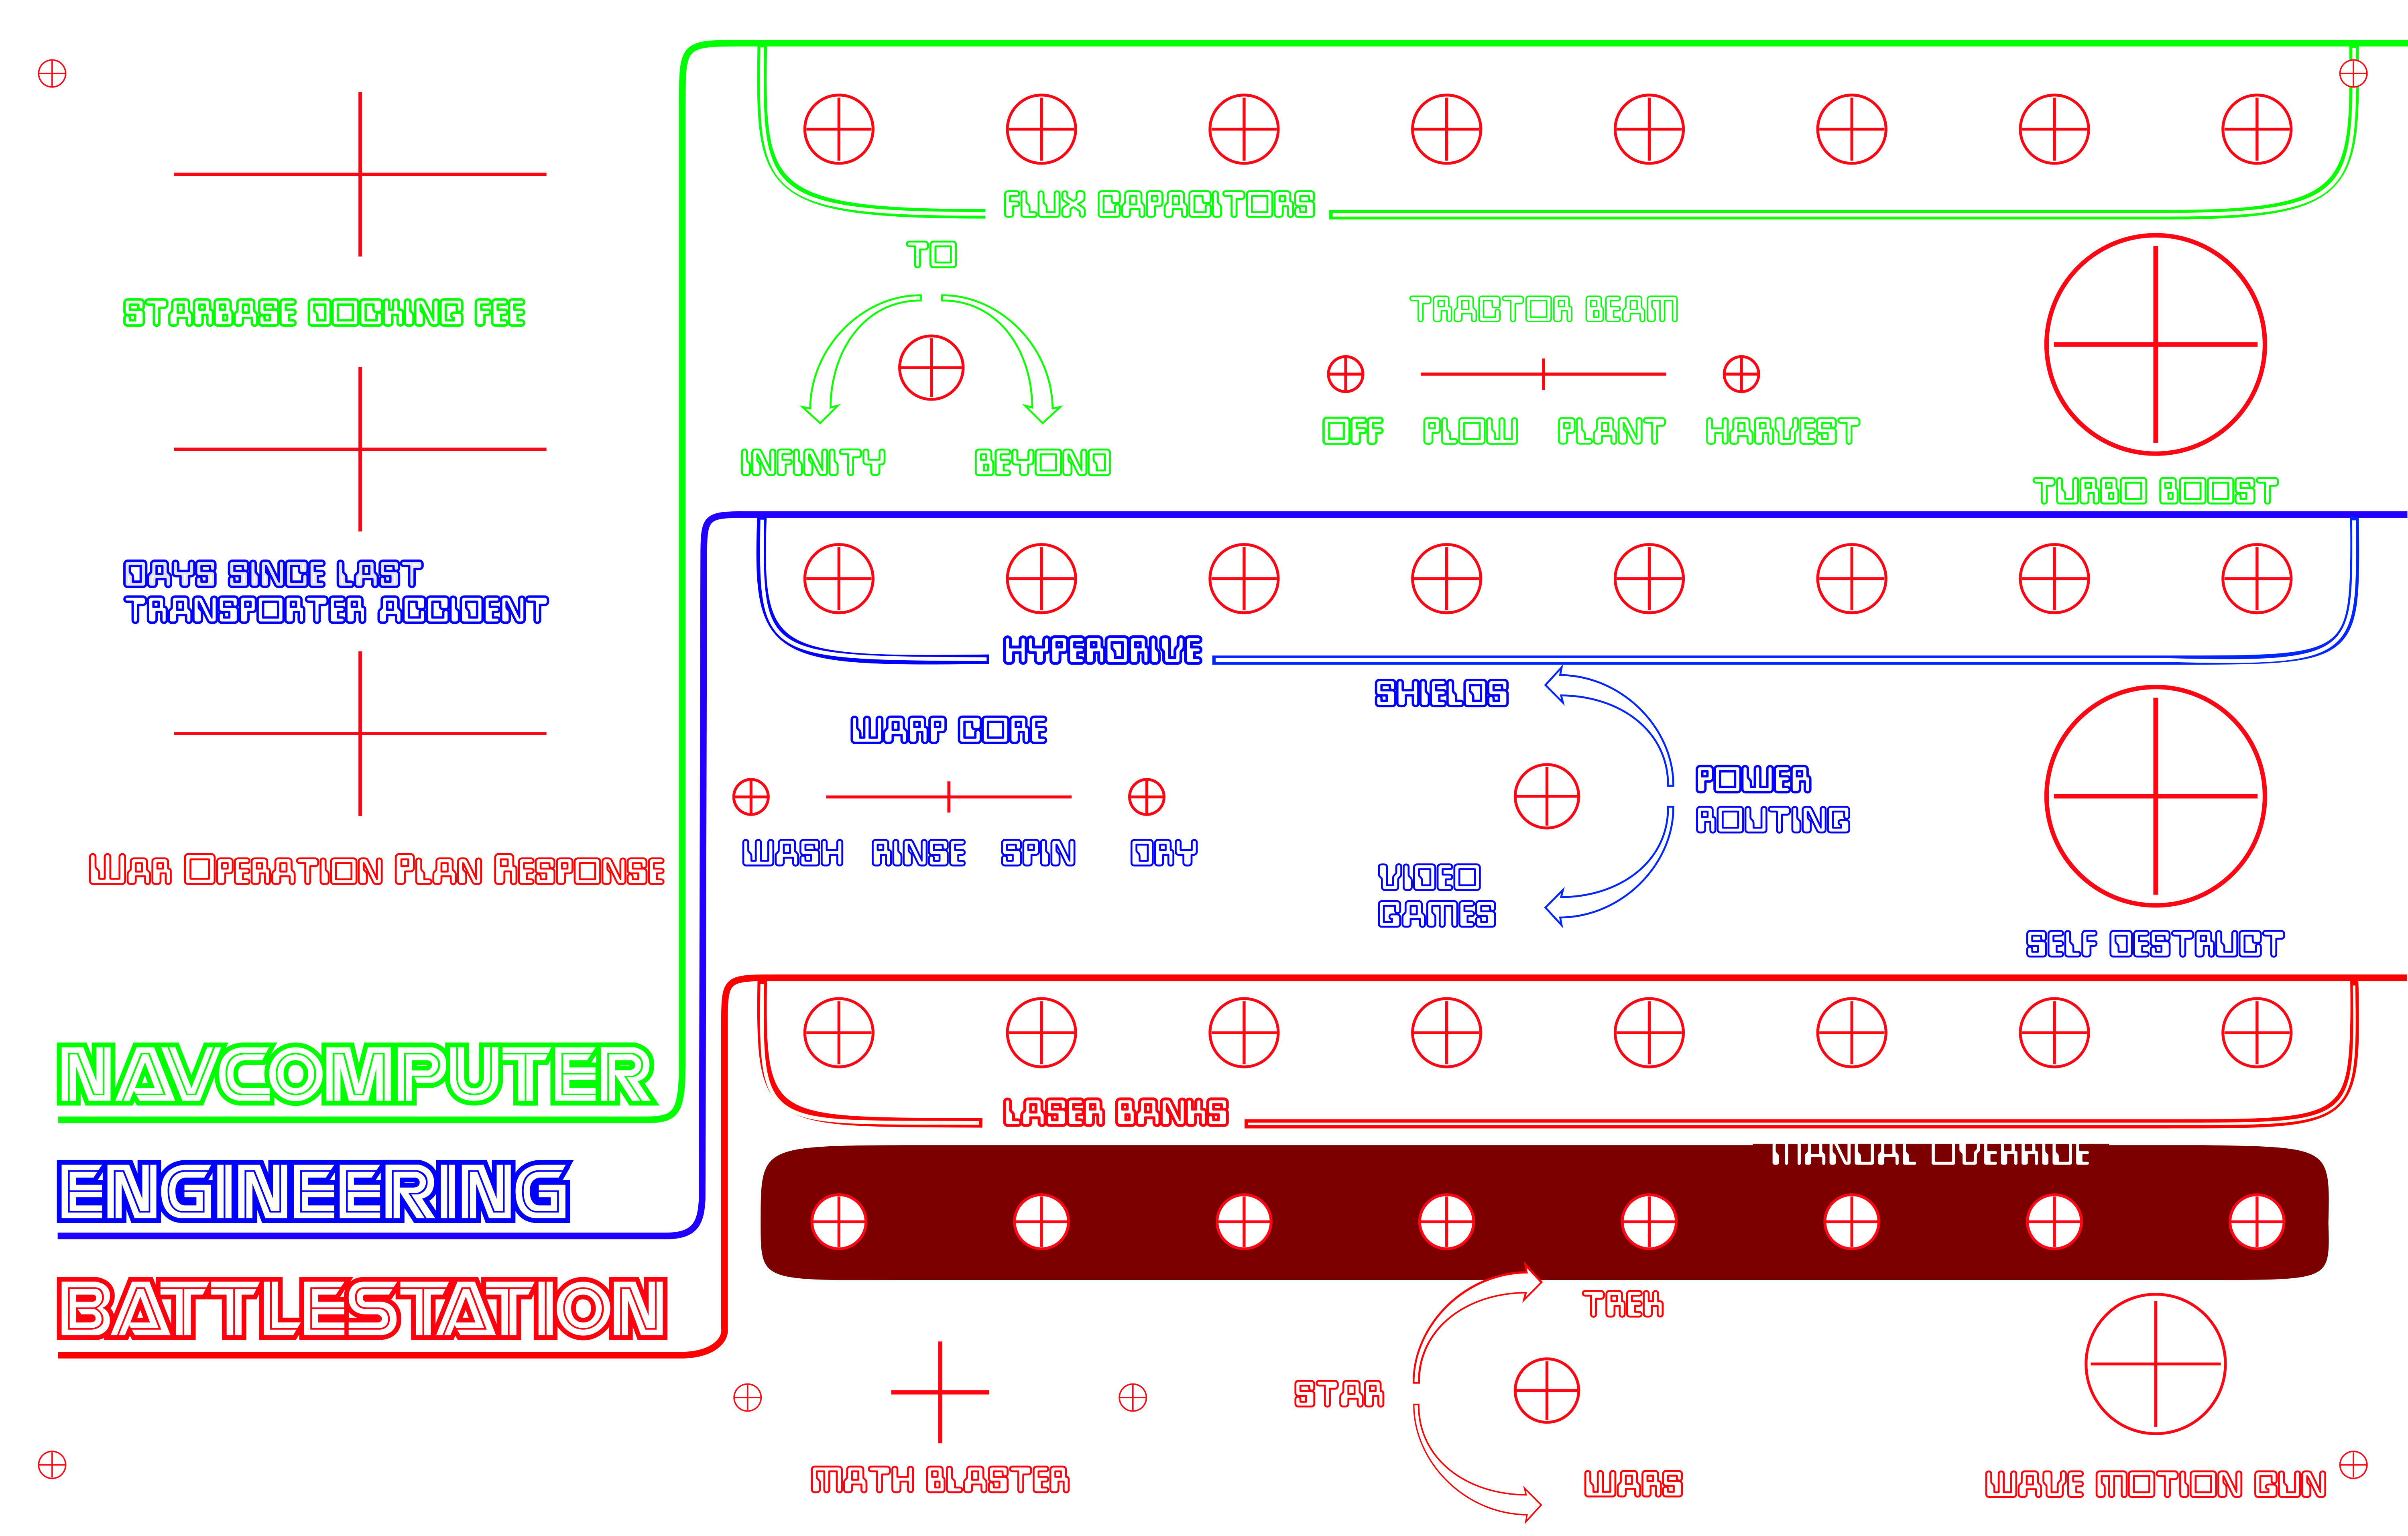 STARBASE DOCKING FEE
DAYS SINCE LAST
TRANSPORTER ACCIDENT
War Operation Plan Response
NAVCOMPUTER
ENGINEERING
BATTLESTATION
FLUX CAPACITORS
TO
INFINITY
BEYOND
TRACTOR BEAM
OFF PLOW PLANT HARVEST
TURBO BOOST
HYPERDRIVE
WARP CORE
WASH RINSE SPIN DRY
SHIELDS
POWER
ROUTING
VIDEO
GAMES
SELF DESTRUCT
LASER BANKS
MANUAL OVERRIDE
MATH BLASTER
STAR
TREK
WARS
WAVE MOTION GUN